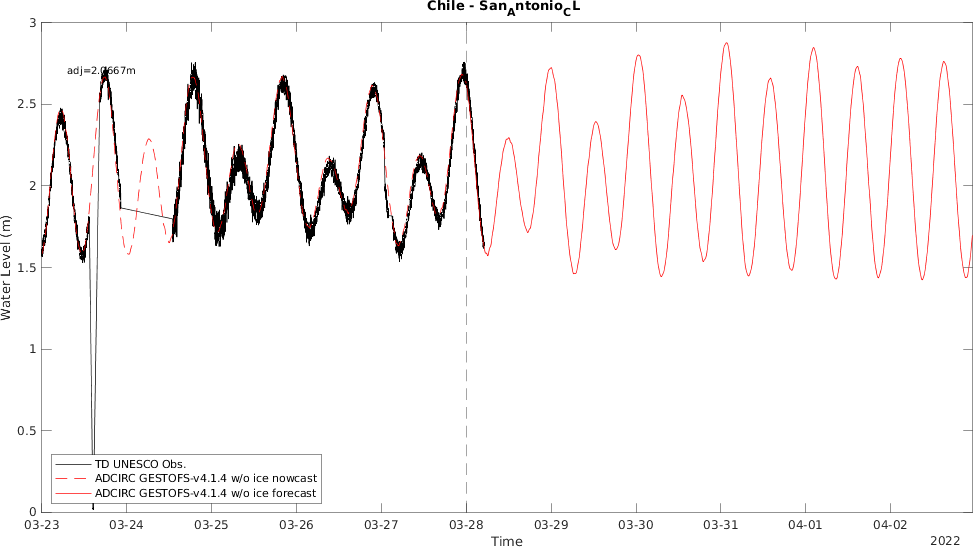 Chile - SanAntonioCL
adj=2.0667m
3
2.5
2
1.5
1
0.5
0
Water Level (m)
TD UNESCO Obs.
ADCIRC GESTOFS-v4.1.4 w/o ice nowcast
ADCIRC GESTOFS-v4.1.4 w/o ice forecast
03-23 03-24 03-25 03-26 03-27 03-28 03-29 03-30 03-31 04-01 04-02
Time
2022